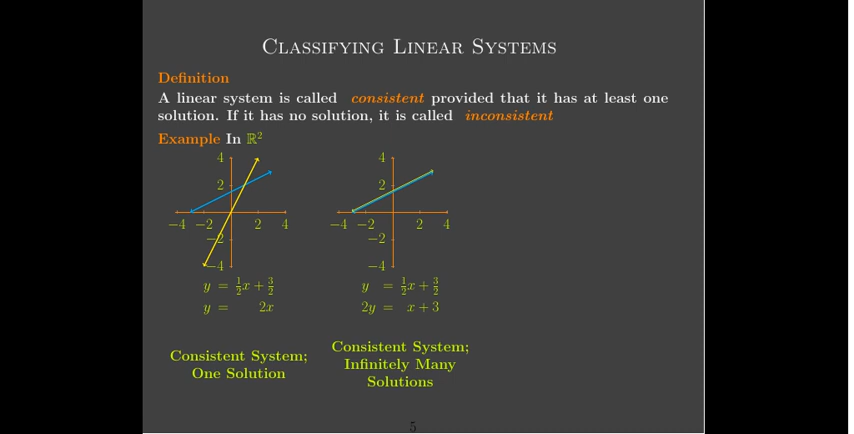 CLASSIFYING LINEAR SYSTEMS
Definition
A linear system is called consistent provided that it has at least one
solution. If it has no solution, it is called inconsistent
Example In ℝ²
4
2
−4 −2 2 4
−2
−4
y = 1/2x + 3/2
y = 2x
Consistent System;
One Solution
4
2
−4 −2 2 4
−2
−4
y = 1/2x + 3/2
2y = x + 3
Consistent System;
Infinitely Many
Solutions
5